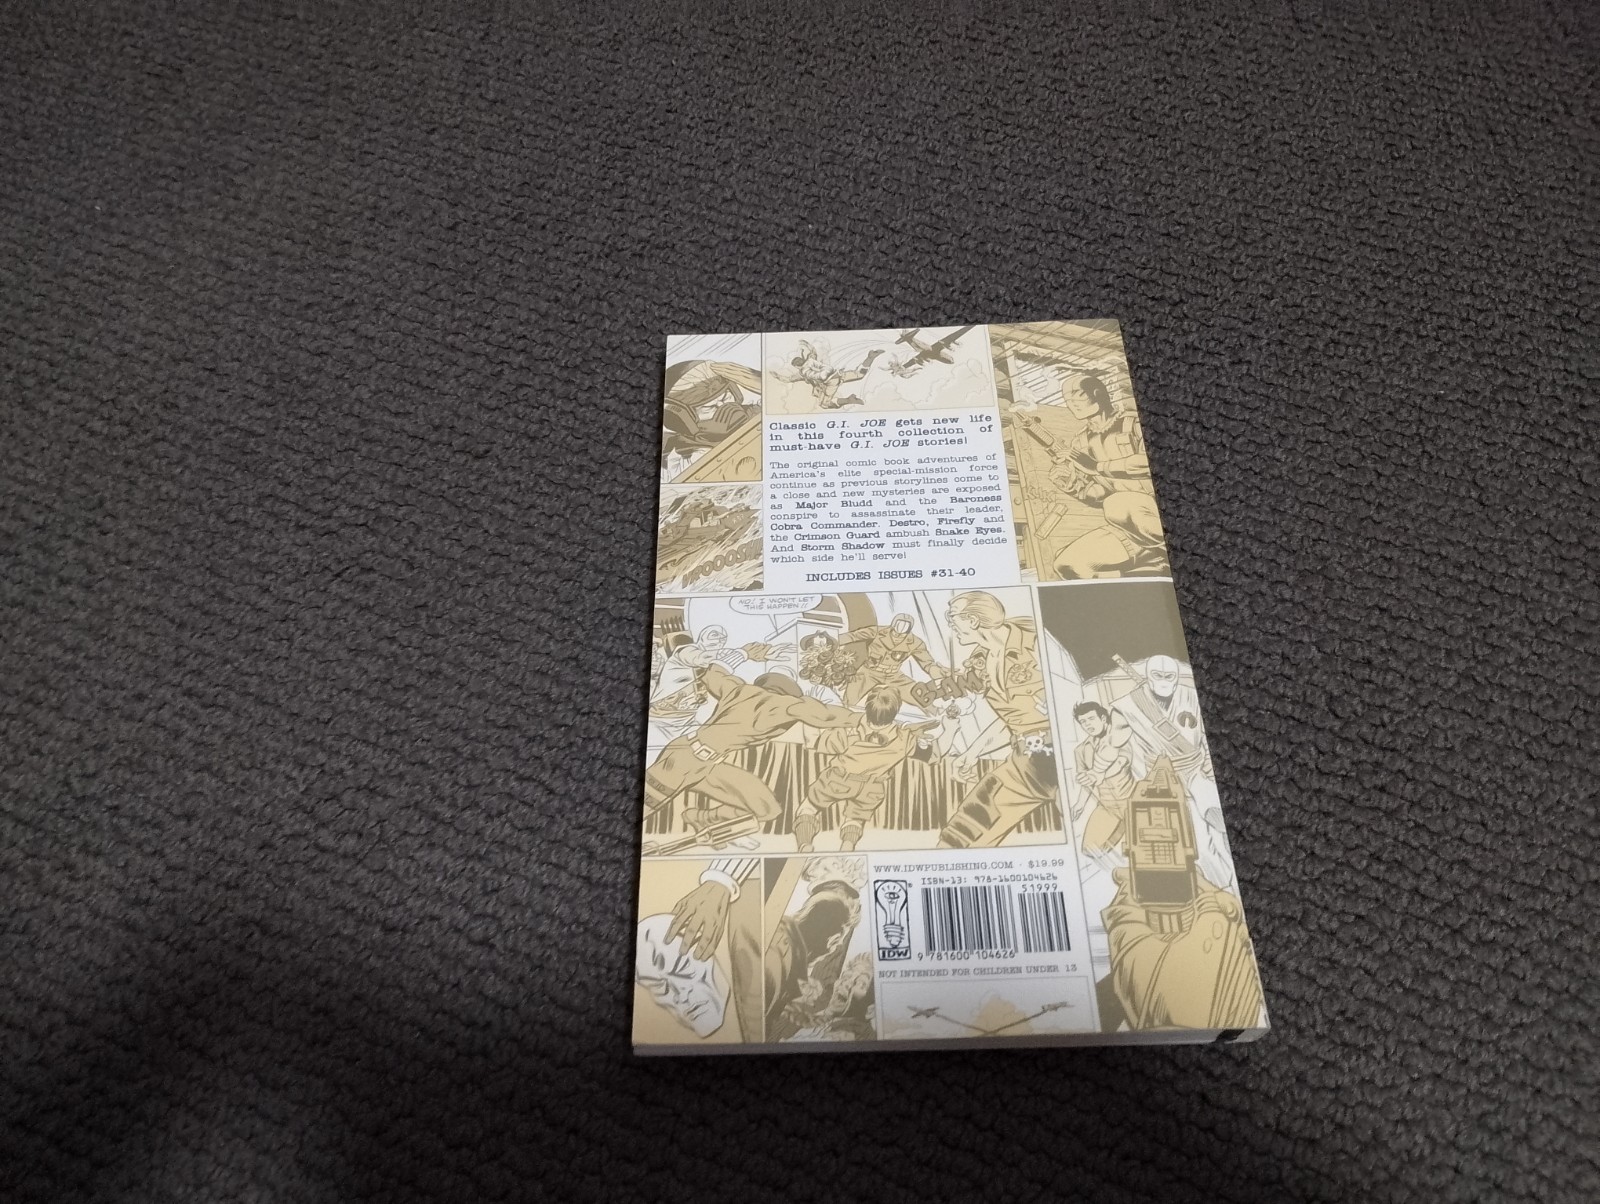 Classic G.I. JOE gets new life
in this fourth collection of
must-have G.I. JOE stories!
The original comic book adventures of
America's elite special-mission force
continue as previous storylines come to
a close and new mysteries are exposed
as Major Bludd and the Baroness
conspire to assassinate their leader,
Cobra Commander. Destro, Firefly and
the Crimson Guard ambush Snake Eyes.
And Storm Shadow must finally decide
which side he'll serve!
INCLUDES ISSUES #31-40
VROOOSH
NO! I WON'T LET
THIS HAPPEN!!
BLAM!
WWW.IDWPUBLISHING.COM · $19.99
ISBN-13: 978-1600104626
51999
IDW
9 781600 104626
NOT INTENDED FOR CHILDREN UNDER 13